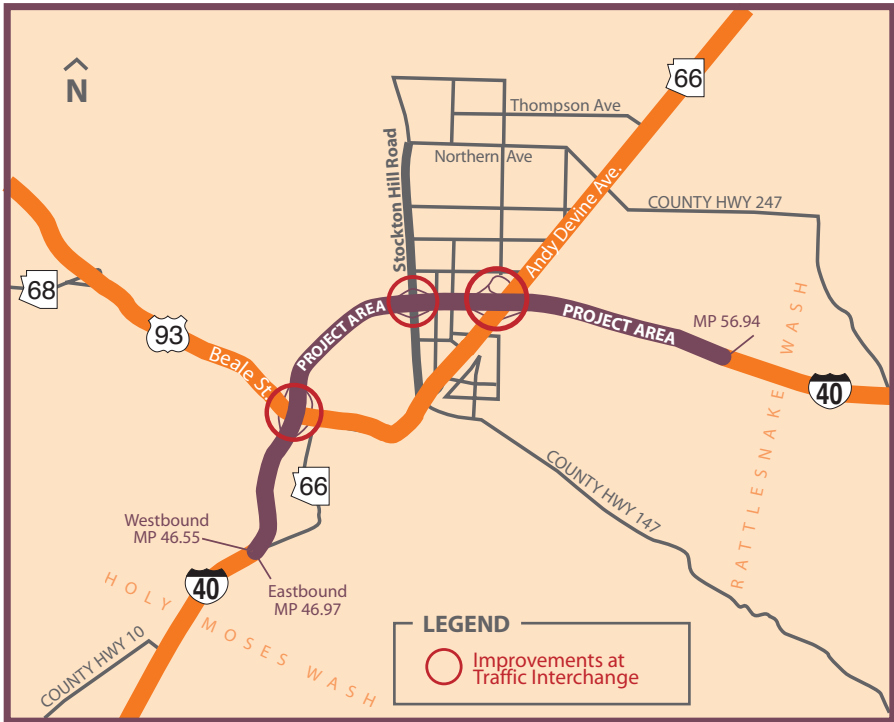 N
66
Thompson Ave
Northern Ave
Stockton Hill Road
COUNTY HWY 247
Andy Devine Ave.
68
93
Beale St.
PROJECT AREA
PROJECT AREA
MP 56.94
40
RATTLESNAKE WASH
66
COUNTY HWY 147
Westbound
MP 46.55
Eastbound
MP 46.97
40
HOLY MOSES WASH
COUNTY HWY 10
LEGEND
Improvements at
Traffic Interchange